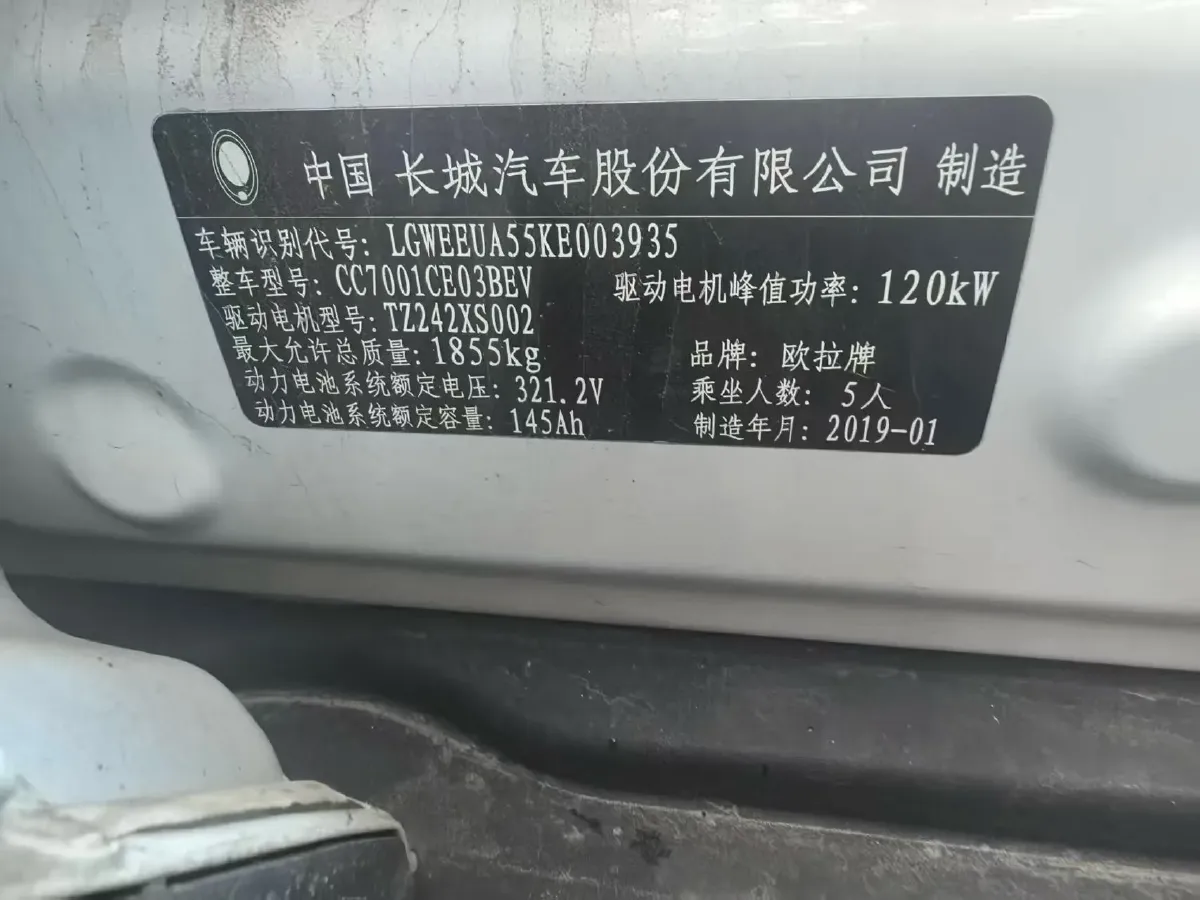 中国 长城汽车股份有限公司 制造
车辆识别代号：LGWEEUA55KE003935
整车型号：CC7001CE03BEV 驱动电机峰值功率：120kW
驱动电机型号：TZ242XS002
最大允许总质量：1855kg 品牌：欧拉牌
动力电池系统额定电压：321.2V 乘坐人数：5人
动力电池系统额定容量：145Ah 制造年月：2019-01